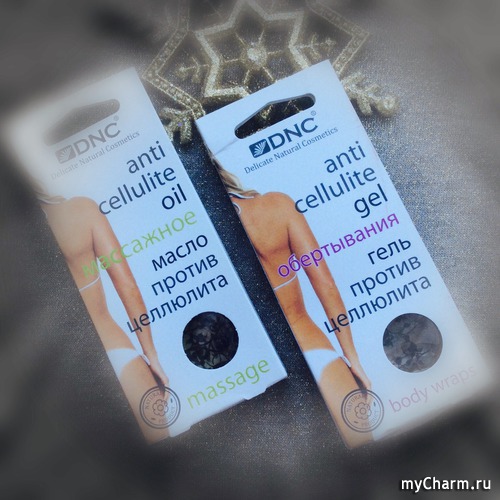 DNC
Delicate Natural Cosmetics
anti
cellulite
oil
массажное
масло
против
целлюлита
massage
DNC
Delicate Natural Cosmetics
anti
cellulite
gel
обертывания
гель
против
целлюлита
body wraps
myCharm.ru